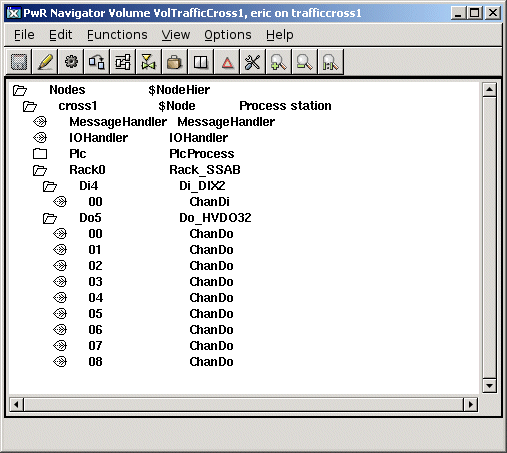 PwR Navigator Volume VolTrafficCross1, eric on trafficcross1
File Edit Functions View Options Help
Nodes $NodeHier
cross1 $Node Process station
MessageHandler MessageHandler
IOHandler IOHandler
Plc PlcProcess
Rack0 Rack_SSAB
Di4 Di_DIX2
00 ChanDi
Do5 Do_HVDO32
00 ChanDo
01 ChanDo
02 ChanDo
03 ChanDo
04 ChanDo
05 ChanDo
06 ChanDo
07 ChanDo
08 ChanDo